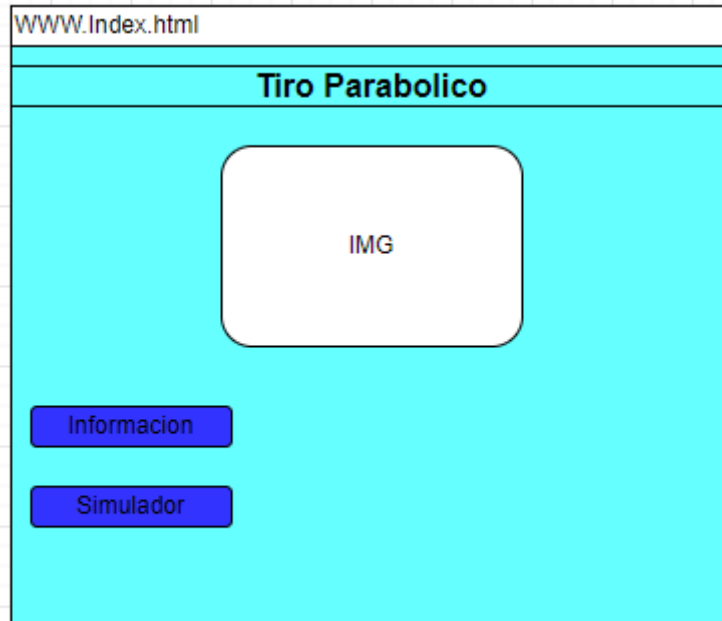 WWW.Index.html
Tiro Parabolico
IMG
Informacion
Simulador